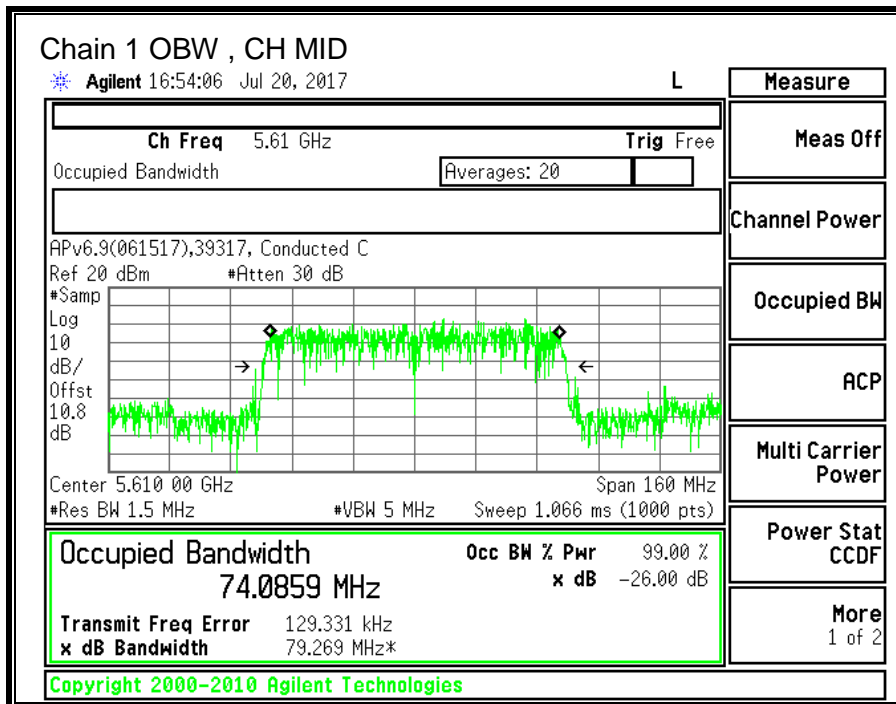 Chain 1 OBW , CH MID
Agilent 16:54:06 Jul 20, 2017 L
Ch Freq 5.61 GHz Trig Free
Occupied Bandwidth Averages: 20
APv6.9(061517),39317, Conducted C
Ref 20 dBm #Atten 30 dB
#Samp
Log
10
dB/
Offst
10.8
dB
Center 5.610 00 GHz Span 160 MHz
#Res BW 1.5 MHz #VBW 5 MHz Sweep 1.066 ms (1000 pts)
Occupied Bandwidth Occ BW % Pwr 99.00 %
74.0859 MHz x dB -26.00 dB
Transmit Freq Error 129.331 kHz
x dB Bandwidth 79.269 MHz*
Copyright 2000-2010 Agilent Technologies
Measure
Meas Off
Channel Power
Occupied BW
ACP
Multi Carrier
Power
Power Stat
CCDF
More
1 of 2